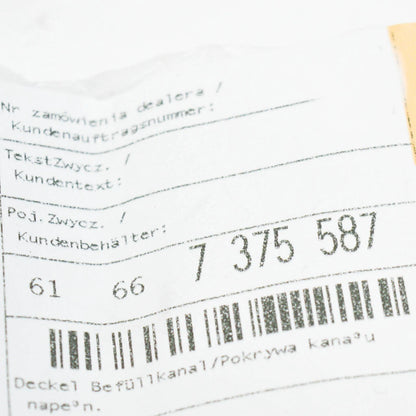 Nr zamówienia dealera /
Kundenauftragsnummer:
TekstZwycz. /
Kundentext:
Poj.Zwycz. /
Kundenbehälter:
61 66 7 375 587
Deckel Befüllkanal/Pokrywa kana³u
nape³n.